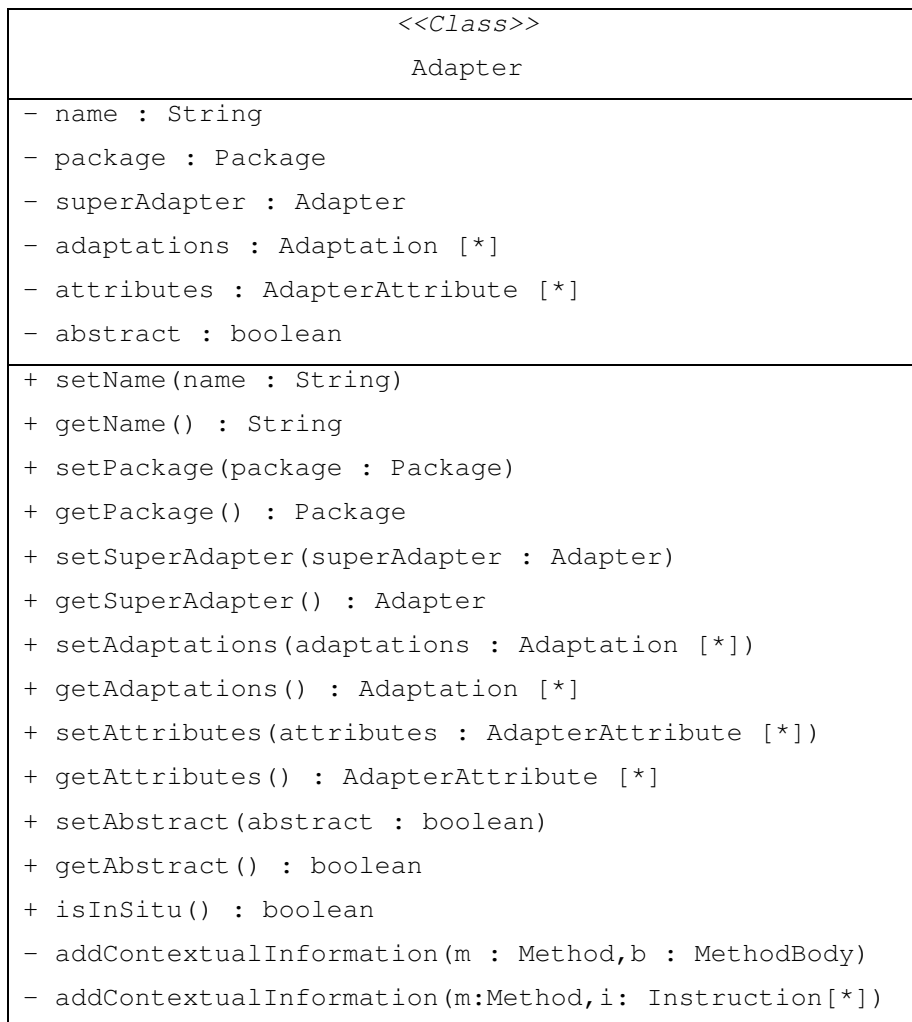 <<Class>>
Adapter
- name : String
- package : Package
- superAdapter : Adapter
- adaptations : Adaptation [*]
- attributes : AdapterAttribute [*]
- abstract : boolean
+ setName(name : String)
+ getName() : String
+ setPackage(package : Package)
+ getPackage() : Package
+ setSuperAdapter(superAdapter : Adapter)
+ getSuperAdapter() : Adapter
+ setAdaptations(adaptations : Adaptation [*])
+ getAdaptations() : Adaptation [*]
+ setAttributes(attributes : AdapterAttribute [*])
+ getAttributes() : AdapterAttribute [*]
+ setAbstract(abstract : boolean)
+ getAbstract() : boolean
+ isInSitu() : boolean
- addContextualInformation(m : Method,b : MethodBody)
- addContextualInformation(m:Method,i: Instruction[*])